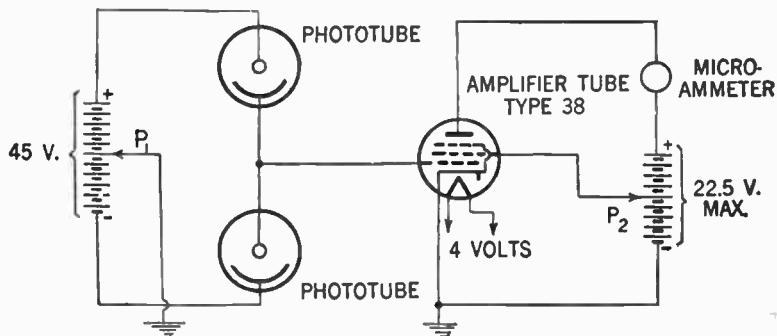 PHOTOTUBE
AMPLIFIER TUBE
TYPE 38
MICRO-
AMMETER
+
45 V.
P1
-
PHOTOTUBE
4 VOLTS
+
P2
22.5 V.
MAX.
-